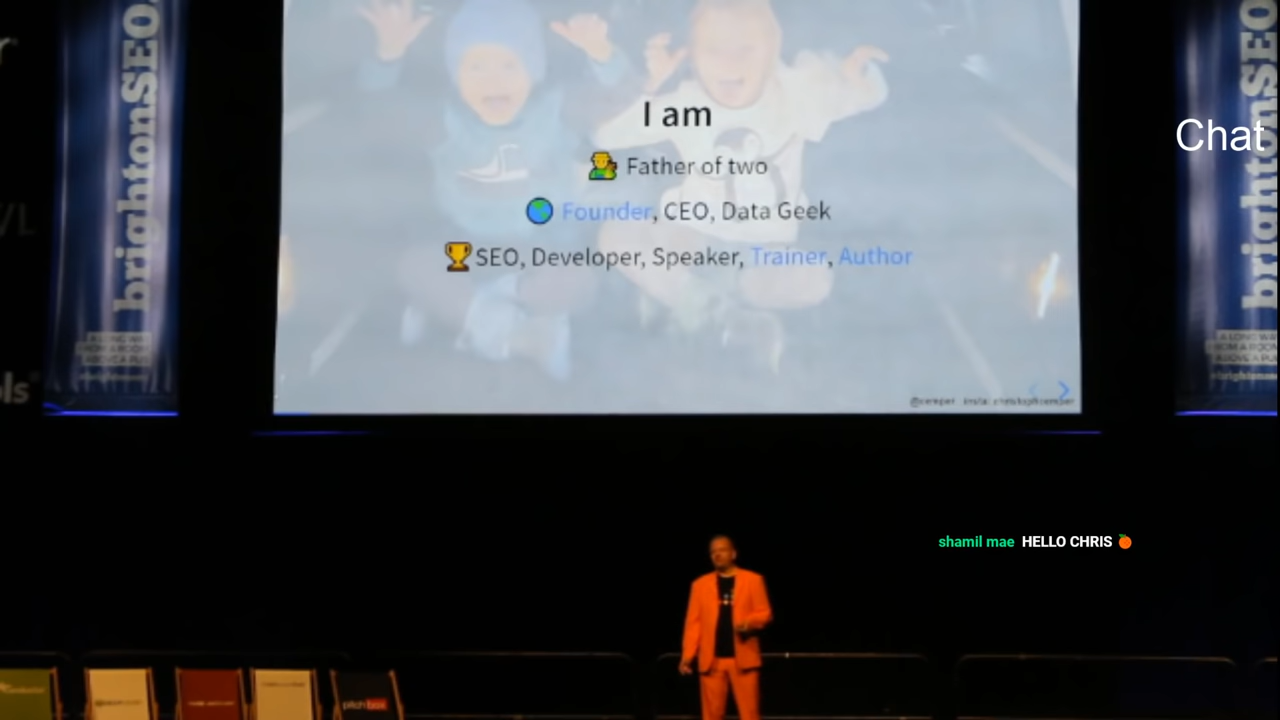 brightonSEO.
I am
Father of two
Founder, CEO, Data Geek
SEO, Developer, Speaker, Trainer, Author
Chat
brightonSEO
shamil mae HELLO CHRIS
pitchbox